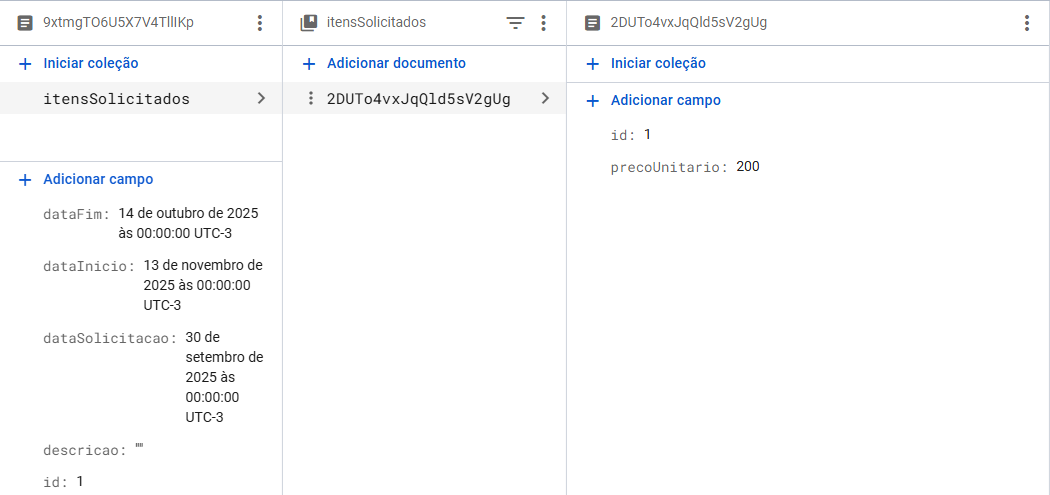 9xtmgTO6U5X7V4TllIKp
Iniciar coleção
itensSolicitados
Adicionar campo
dataFim: 14 de outubro de 2025
às 00:00:00 UTC-3
dataInicio: 13 de novembro de
2025 às 00:00:00
UTC-3
dataSolicitacao: 30 de
setembro de
2025 às
00:00:00
UTC-3
descricao: ""
id: 1
itensSolicitados
Adicionar documento
2DUTo4vxJqQld5sV2gUg
2DUTo4vxJqQld5sV2gUg
Iniciar coleção
Adicionar campo
id: 1
precoUnitario: 200